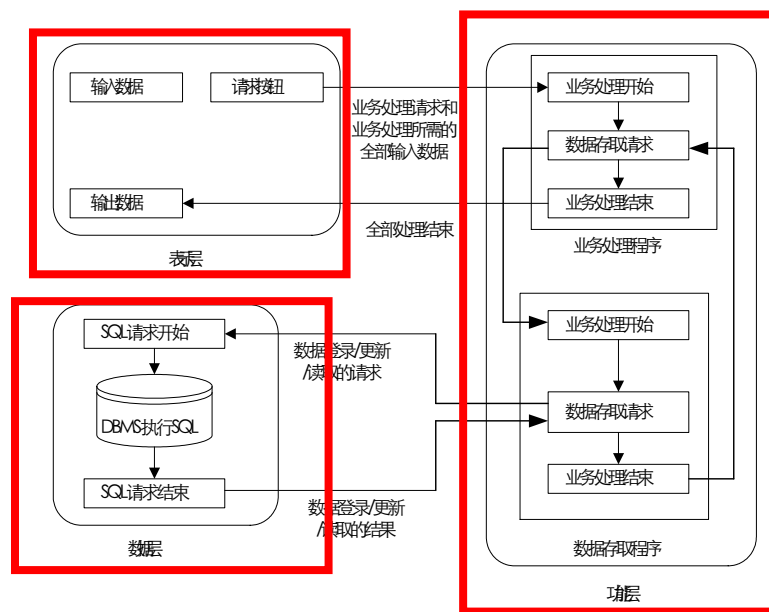 输入数据
请求按钮
输出数据
表示层
业务处理请求和
业务处理所需的
全部输入数据
全部处理结束
业务处理开始
数据存取请求
业务处理结束
业务处理程序
SQL请求开始
DBMS执行SQL
SQL请求结束
数据层
数据登录/更新
/读取的请求
数据登录/更新
/读取的结果
业务处理开始
数据存取请求
业务处理结束
数据存取程序
功能层